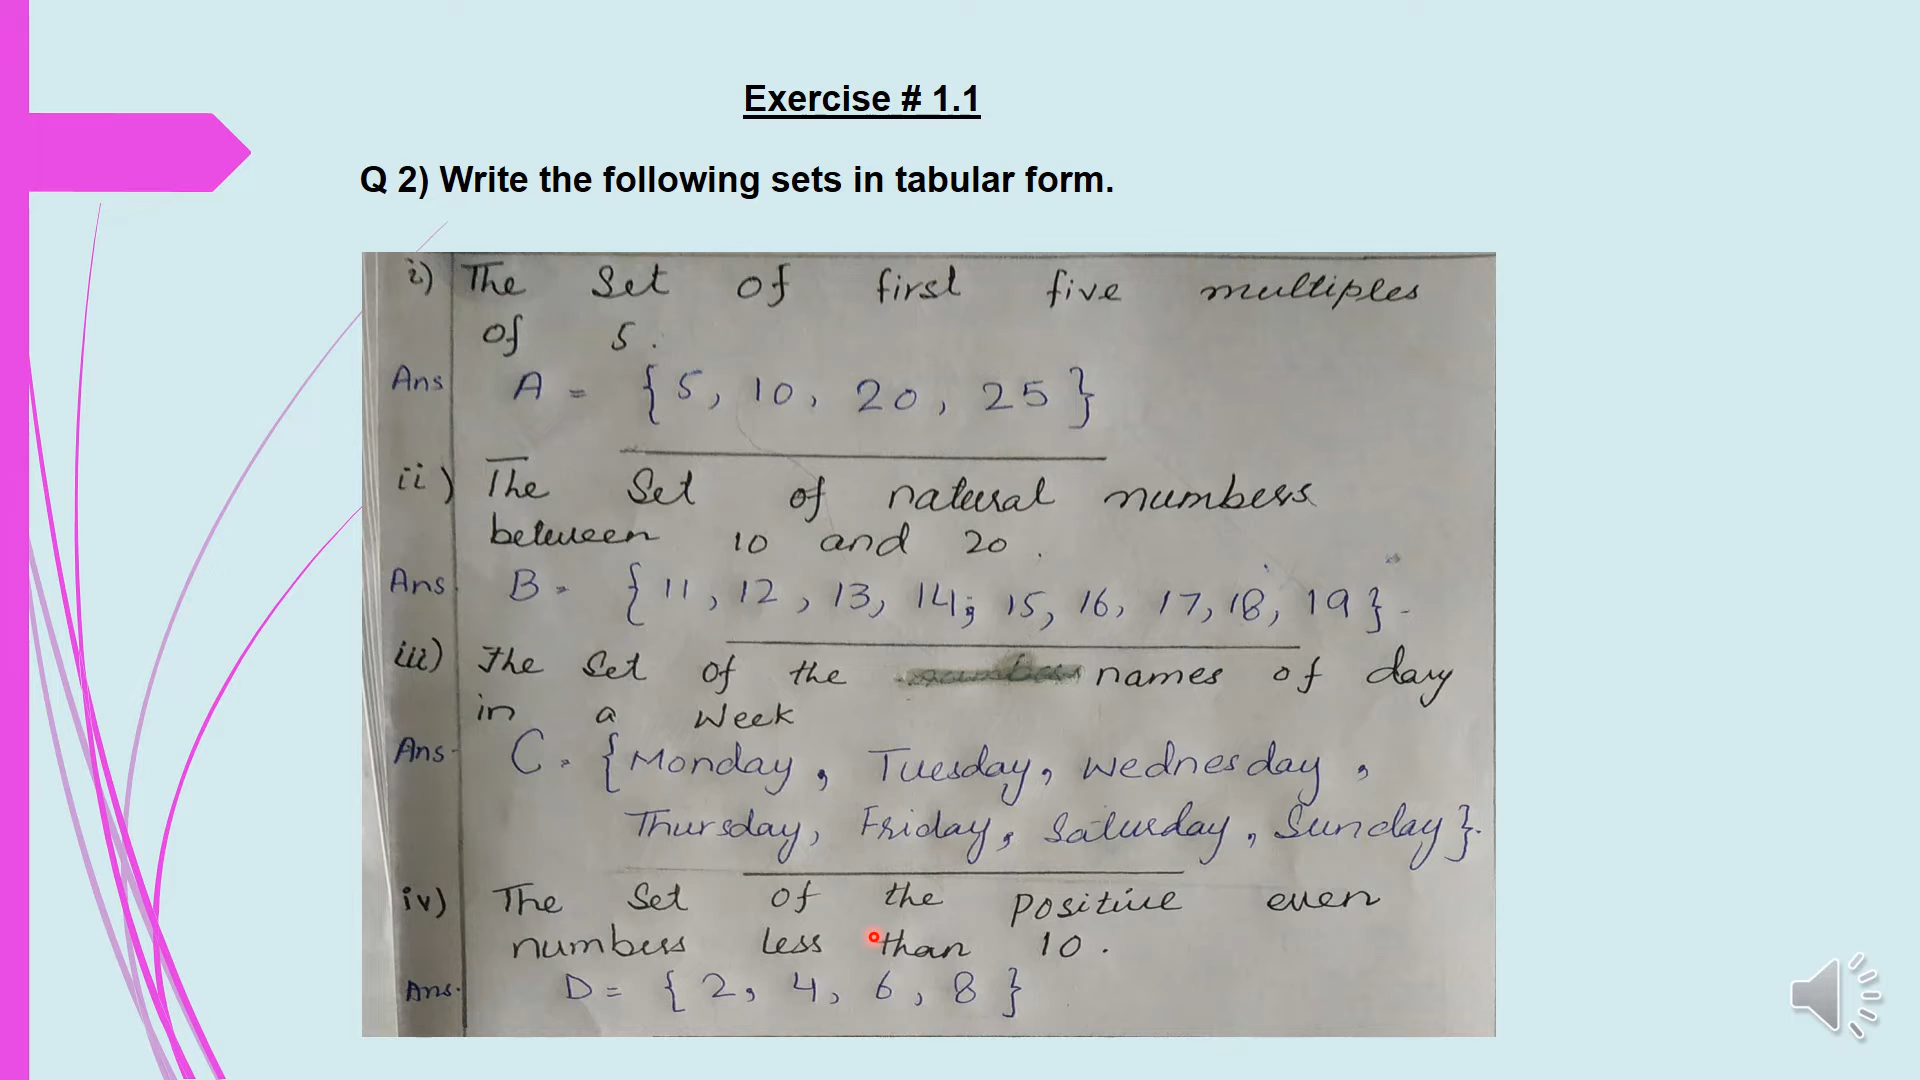 Exercise # 1.1
Q 2) Write the following sets in tabular form.
i) The Set of first five multiples
of 5.
Ans A = {5, 10, 20, 25}
ii) The Set of natural numbers
between 10 and 20.
Ans. B = {11, 12, 13, 14, 15, 16, 17, 18, 19}.
iii) The Set of the names of day
in a Week
Ans. C = {Monday, Tuesday, Wednesday,
Thursday, Friday, Saturday, Sunday}.
iv) The Set of the Positive even
numbers less than 10.
Ans. D = {2, 4, 6, 8}